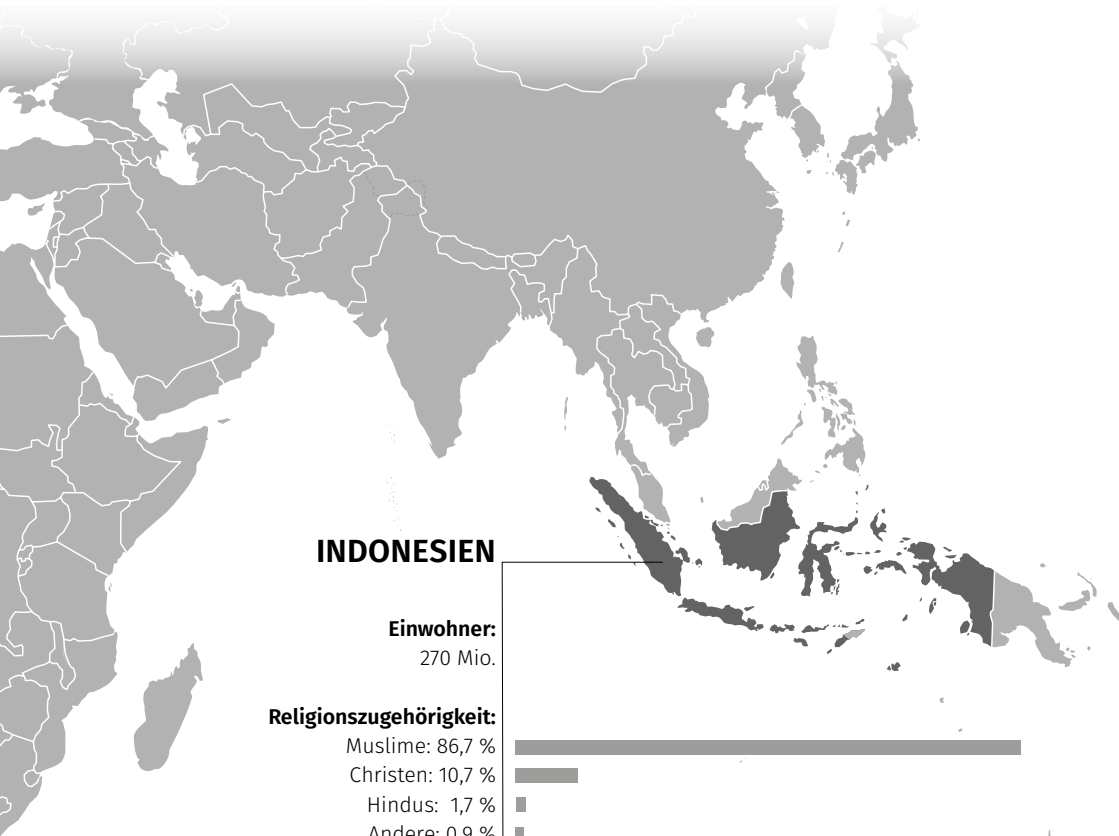 INDONESIEN
Einwohner:
270 Mio.
Religionszugehörigkeit:
Muslime: 86,7 %
Christen: 10,7 %
Hindus: 1,7 %
Andere: 0,9 %